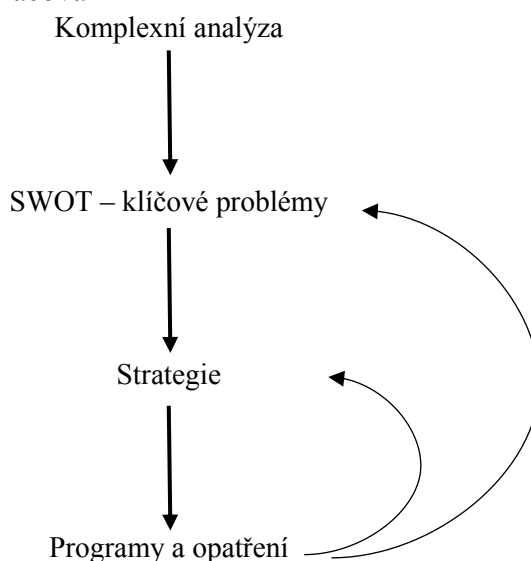 Komplexní analýza
SWOT – klíčové problémy
Strategie
Programy a opatření